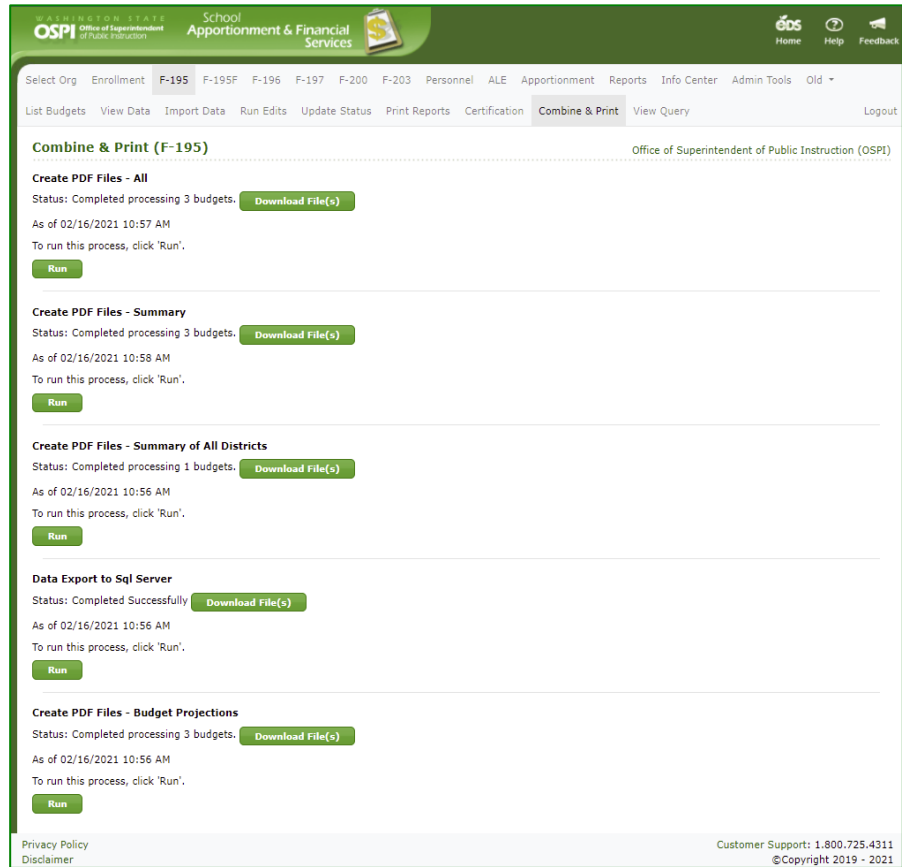 WASHINGTON STATE
OSPI Office of Superintendent
of Public Instruction
School
Apportionment & Financial
Services
eds
Home
Help
Feedback
Select Org Enrollment F-195 F-195F F-196 F-197 F-200 F-203 Personnel ALE Apportionment Reports Info Center Admin Tools Old
List Budgets View Data Import Data Run Edits Update Status Print Reports Certification Combine & Print View Query Logout
Combine & Print (F-195) Office of Superintendent of Public Instruction (OSPI)
Create PDF Files - All
Status: Completed processing 3 budgets. Download File(s)
As of 02/16/2021 10:57 AM
To run this process, click 'Run'.
Run
Create PDF Files - Summary
Status: Completed processing 3 budgets. Download File(s)
As of 02/16/2021 10:58 AM
To run this process, click 'Run'.
Run
Create PDF Files - Summary of All Districts
Status: Completed processing 1 budgets. Download File(s)
As of 02/16/2021 10:56 AM
To run this process, click 'Run'.
Run
Data Export to Sql Server
Status: Completed Successfully Download File(s)
As of 02/16/2021 10:56 AM
To run this process, click 'Run'.
Run
Create PDF Files - Budget Projections
Status: Completed processing 3 budgets. Download File(s)
As of 02/16/2021 10:56 AM
To run this process, click 'Run'.
Run
Privacy Policy Customer Support: 1.800.725.4311
Disclaimer ©Copyright 2019 - 2021